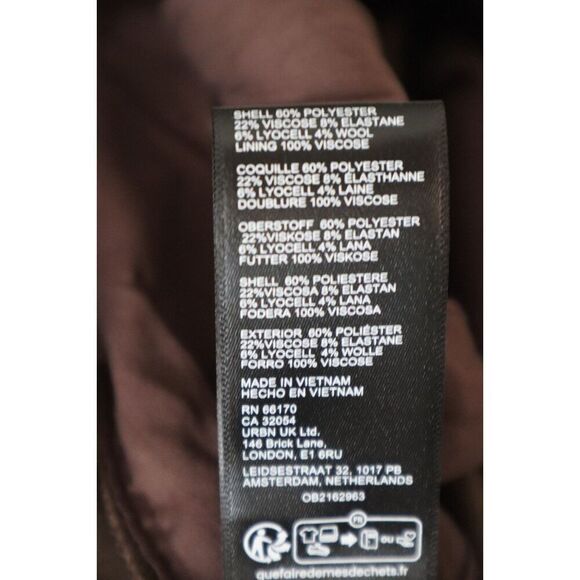 SHELL 60% POLYESTER
22% VISCOSE 8% ELASTANE
6% LYOCELL 4% WOOL
LINING 100% VISCOSE
COQUILLE 60% POLYESTER
22% VISCOSE 8% ELASTHANNE
6% LYOCELL 4% LAINE
DOUBLURE 100% VISCOSE
OBERSTOFF 60% POLYESTER
22%VISKOSE 8% ELASTAN
6% LYOCELL 4% LANA
FUTTER 100% VISKOSE
SHELL 60% POLIESTERE
22%VISCOSA 8% ELASTAN
6% LYOCELL 4% LANA
FODERA 100% VISCOSA
EXTERIOR 60% POLIÉSTER
22%VISCOSE 8% ELASTANE
6% LYOCELL 4% WOLLE
FORRO 100% VISCOSE
MADE IN VIETNAM
HECHO EN VIETNAM
RN 66170
CA 32054
URBN UK Ltd.
146 Brick Lane,
LONDON, E1 6RU
LEIDSESTRAAT 32, 1017 PB
AMSTERDAM, NETHERLANDS
OB2162963
FR
OU
quefairedemesdechets.fr